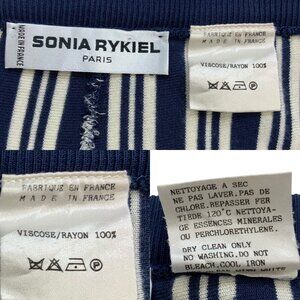 MADE IN FRANCE
SONIA RYKIEL
PARIS
FABRIQUE EN FRANCE
MADE IN FRANCE
VISCOSE/RAYON 100%
P
FABRIQUE EN FRANCE
MADE IN FRANCE
VISCOSE/RAYON 100%
P
NETTOYAGE A SEC
NE PAS LAVER.PAS DE
CHLORE.REPASSER FER
TIEDE 120°C NETTOYA-
GE ESSENCES MINERALES
OU PERCHLORETHYLENE.
DRY CLEAN ONLY
NO WASHING.DO NOT
BLEACH.COOL IRON